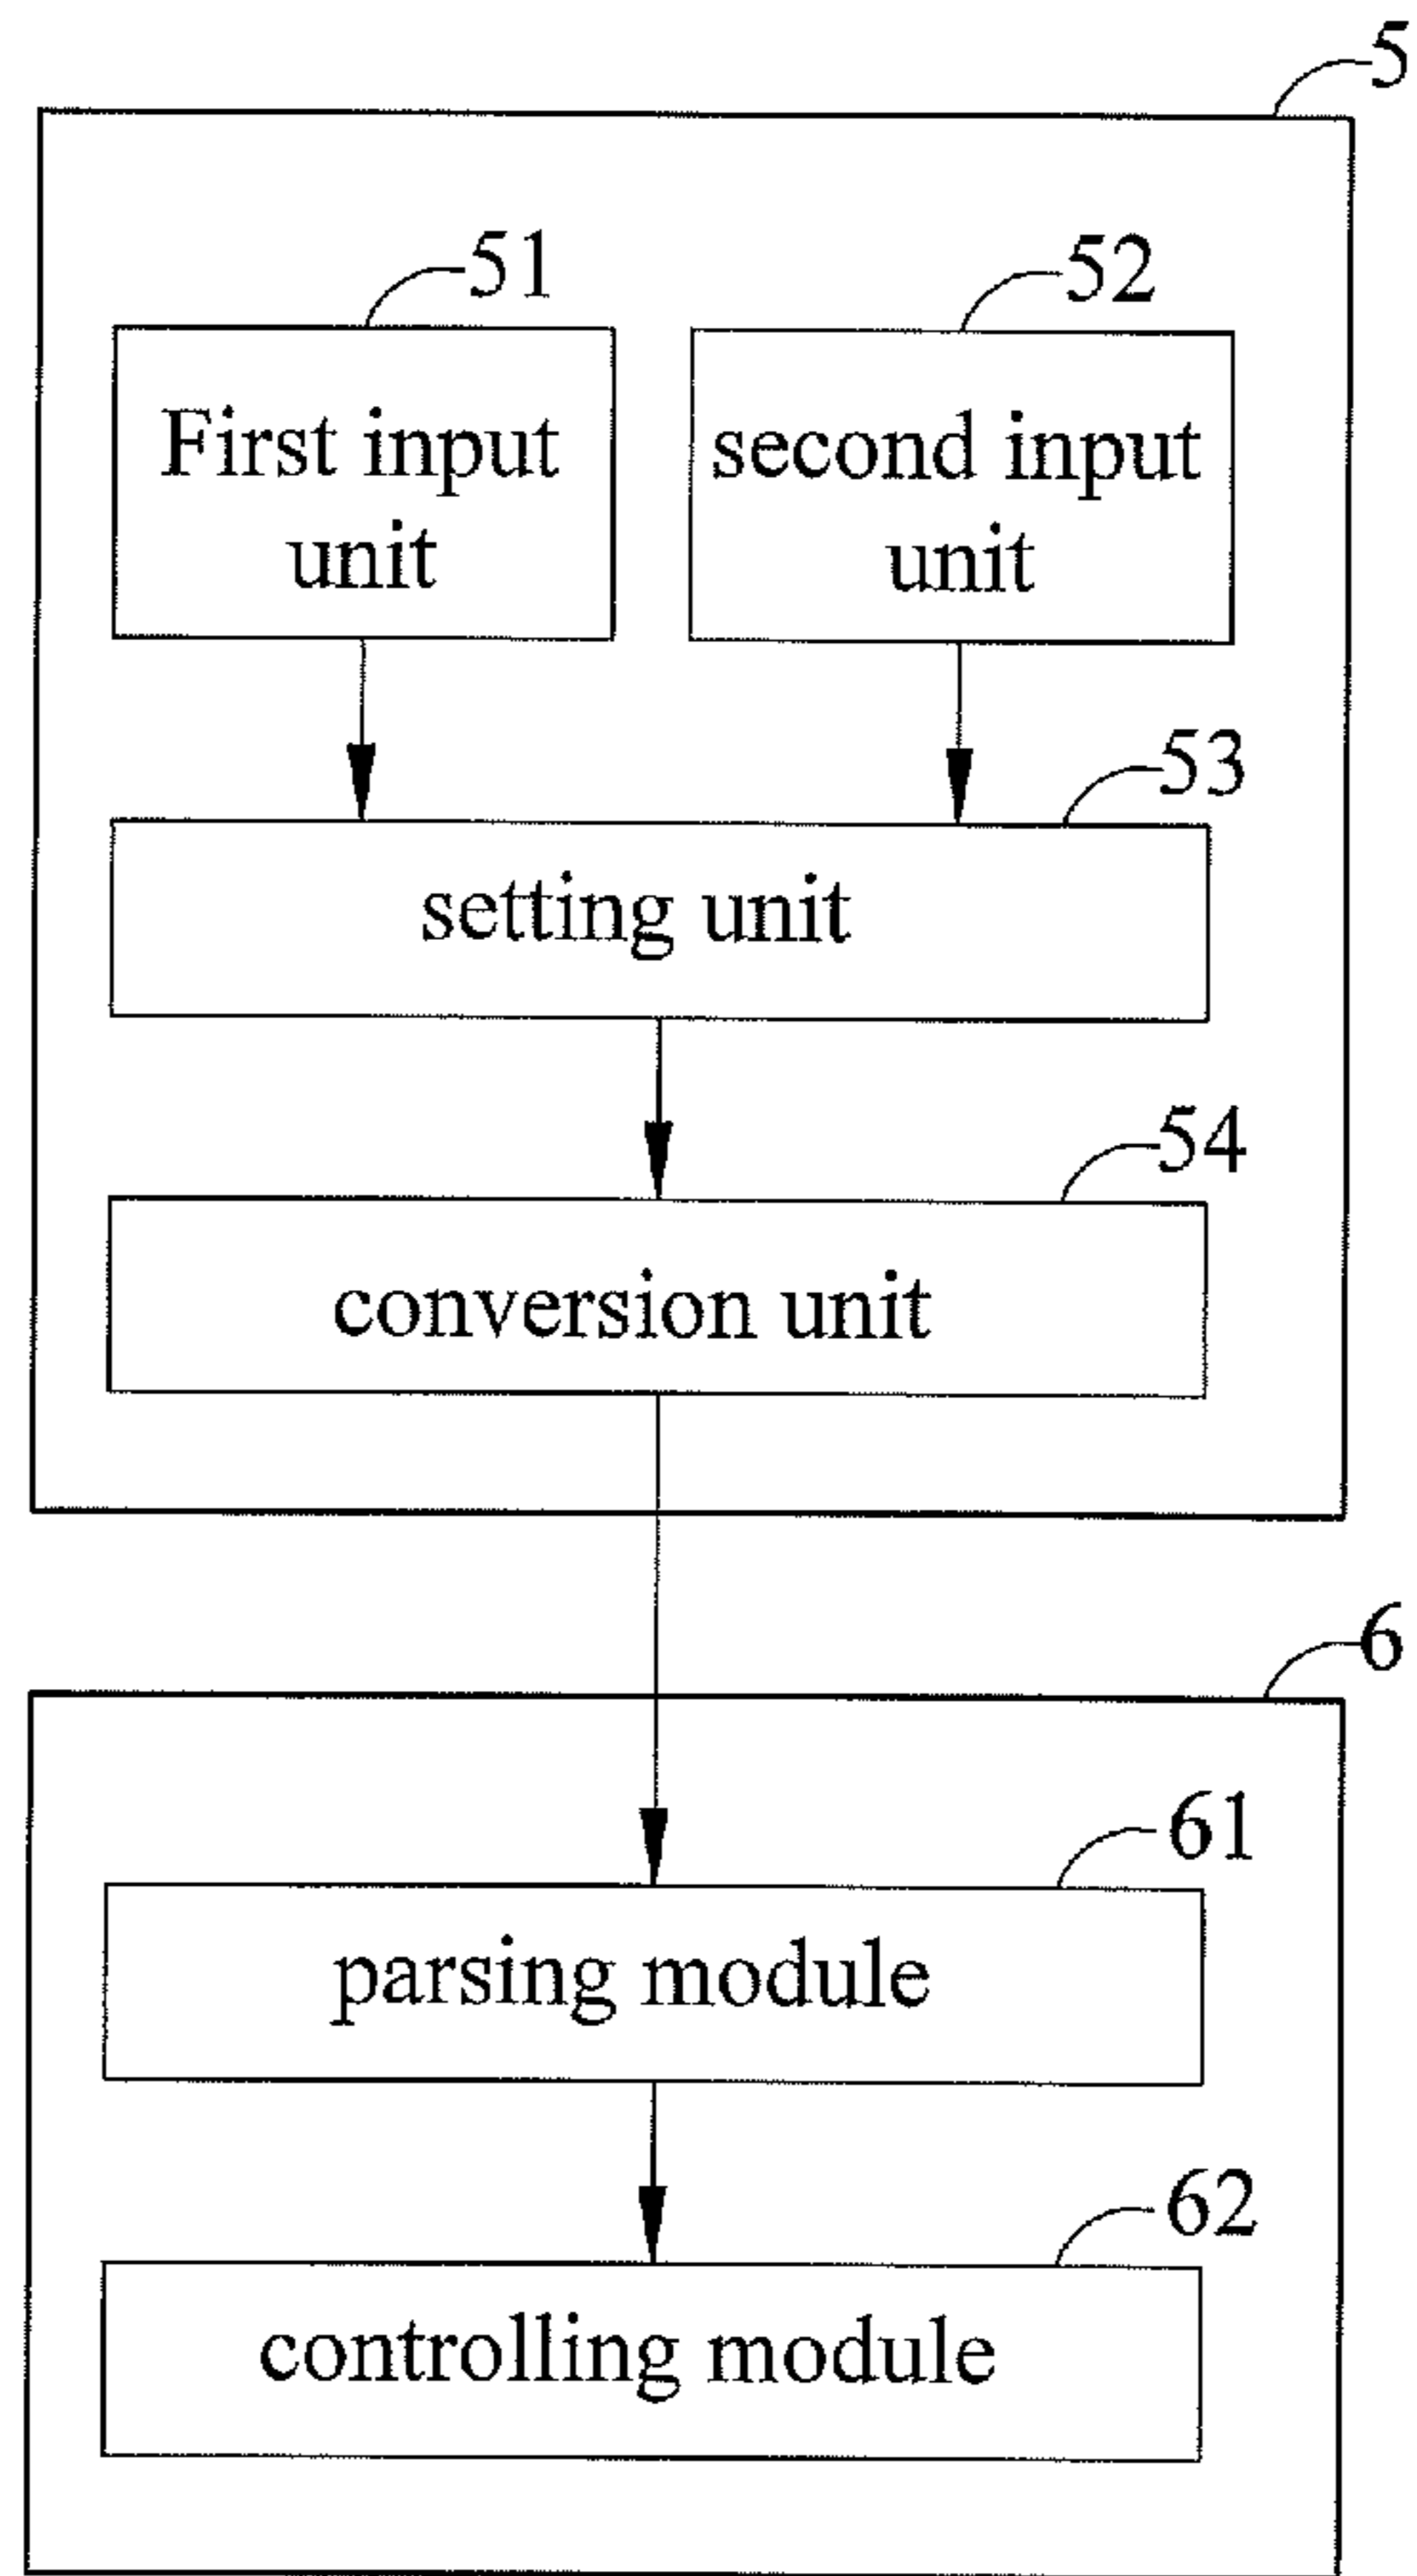 5
51
52
First input
unit
second input
unit
53
setting unit
54
conversion unit
6
61
parsing module
62
controlling module